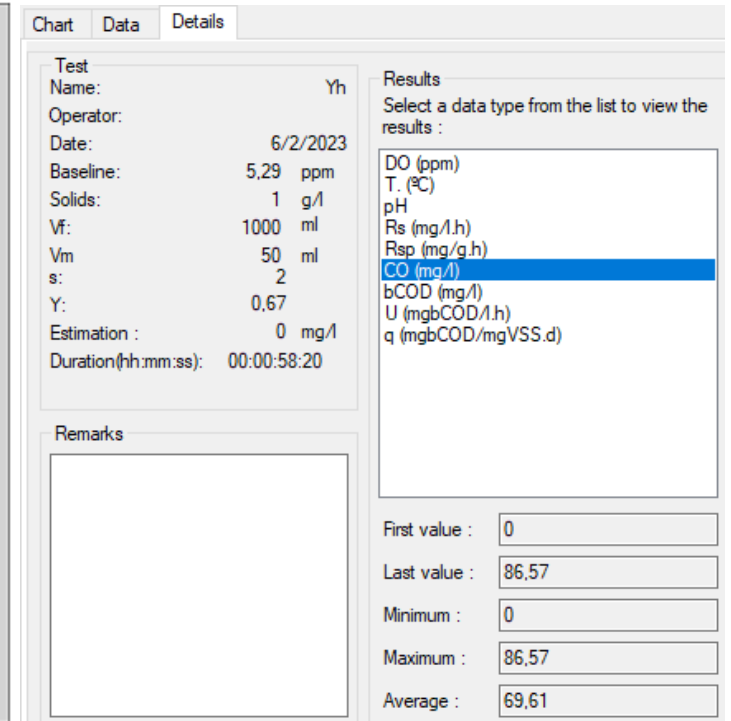 Chart Data Details
Test
Name: Yh
Operator:
Date: 6/2/2023
Baseline: 5,29 ppm
Solids: 1 g/l
Vf: 1000 ml
Vm 50 ml
s: 2
Y: 0,67
Estimation : 0 mg/l
Duration(hh:mm:ss): 00:00:58:20
Remarks
Results
Select a data type from the list to view the
results :
DO (ppm)
T. (ºC)
pH
Rs (mg/l.h)
Rsp (mg/g.h)
CO (mg/l)
bCOD (mg/l)
U (mgbCOD/l.h)
q (mgbCOD/mgVSS.d)
First value : 0
Last value : 86,57
Minimum : 0
Maximum : 86,57
Average : 69,61